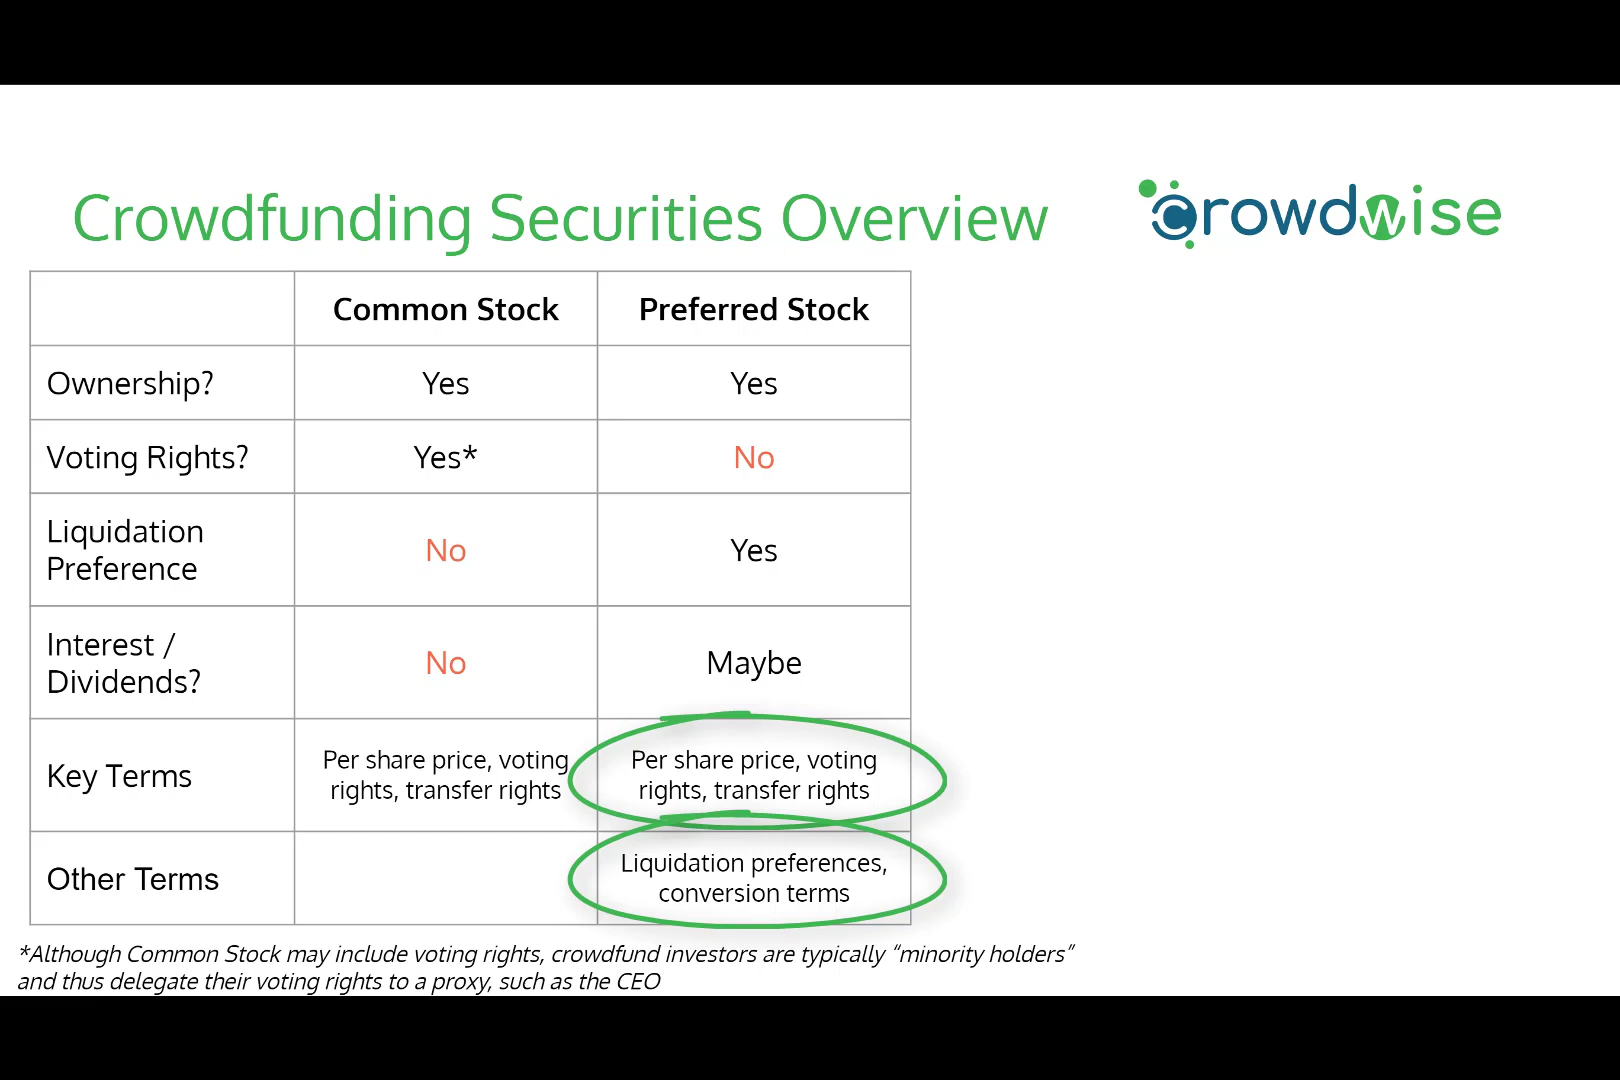 Crowdfunding Securities Overview
crowdwise
Common Stock Preferred Stock
Ownership? Yes Yes
Voting Rights? Yes* No
Liquidation
Preference No Yes
Interest /
Dividends? No Maybe
Key Terms
Per share price, voting
rights, transfer rights
Per share price, voting
rights, transfer rights
Other Terms
Liquidation preferences,
conversion terms
*Although Common Stock may include voting rights, crowdfund investors are typically “minority holders”
and thus delegate their voting rights to a proxy, such as the CEO